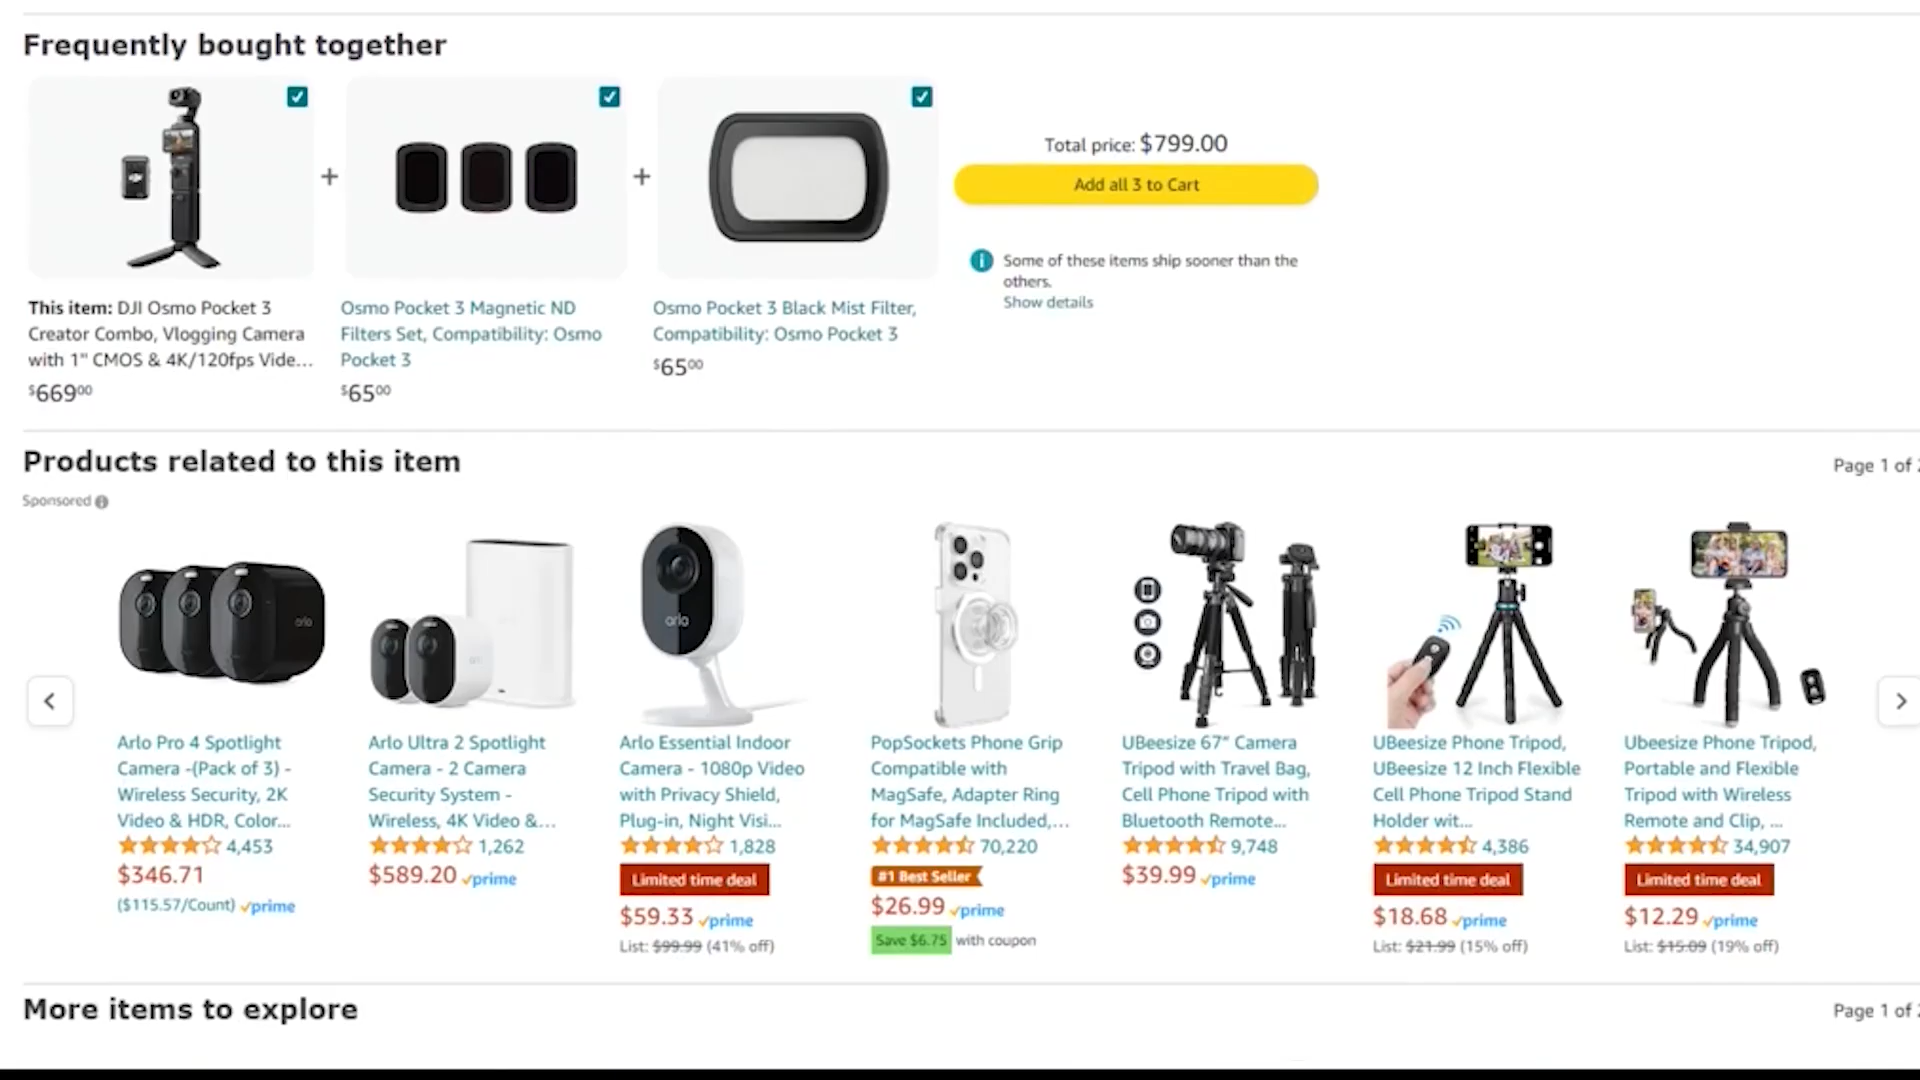 Frequently bought together
Total price: $799.00
Add all 3 to Cart
Some of these items ship sooner than the
others.
Show details
This item: DJI Osmo Pocket 3
Creator Combo, Vlogging Camera
with 1" CMOS & 4K/120fps Vide...
$66900
Osmo Pocket 3 Magnetic ND
Filters Set, Compatibility: Osmo
Pocket 3
$6500
Osmo Pocket 3 Black Mist Filter,
Compatibility: Osmo Pocket 3
$6500
Products related to this item
Page 1 of
Sponsored
arlo
arlo
Arlo Pro 4 Spotlight
Camera -(Pack of 3) -
Wireless Security, 2K
Video & HDR, Color...
4,453
$346.71
($115.57/Count) prime
Arlo Ultra 2 Spotlight
Camera - 2 Camera
Security System -
Wireless, 4K Video &...
1,262
$589.20 prime
Arlo Essential Indoor
Camera - 1080p Video
with Privacy Shield,
Plug-in, Night Visi...
1,828
Limited time deal
$59.33 prime
List: $99.99 (41% off)
PopSockets Phone Grip
Compatible with
MagSafe, Adapter Ring
for MagSafe Included,...
70,220
#1 Best Seller
$26.99 prime
Save $6.75 with coupon
UBeesize 67” Camera
Tripod with Travel Bag,
Cell Phone Tripod with
Bluetooth Remote...
9,748
$39.99 prime
UBeesize Phone Tripod,
UBeesize 12 Inch Flexible
Cell Phone Tripod Stand
Holder wit...
4,386
Limited time deal
$18.68 prime
List: $21.99 (15% off)
Ubeesize Phone Tripod,
Portable and Flexible
Tripod with Wireless
Remote and Clip, ...
34,907
Limited time deal
$12.29 prime
List: $15.09 (19% off)
More items to explore
Page 1 of